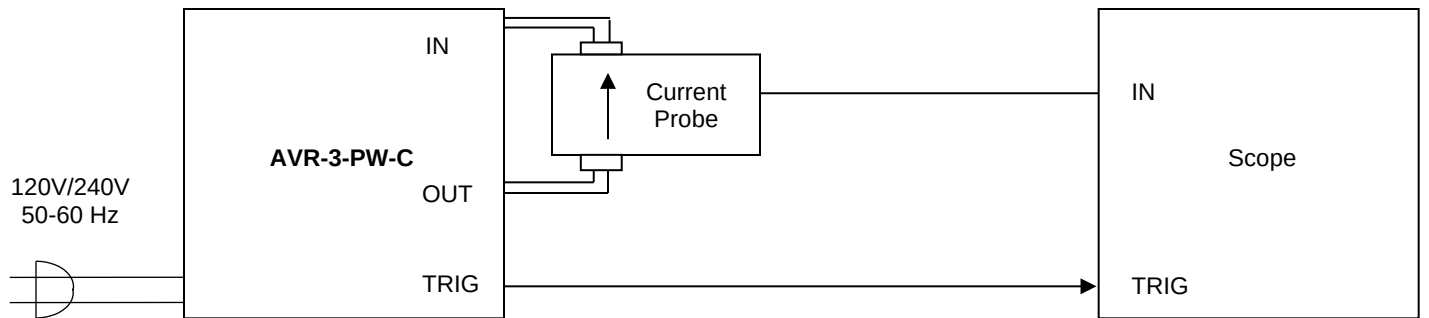 IN
Current
Probe
IN
AVR-3-PW-C
Scope
120V/240V
50-60 Hz
OUT
TRIG
TRIG